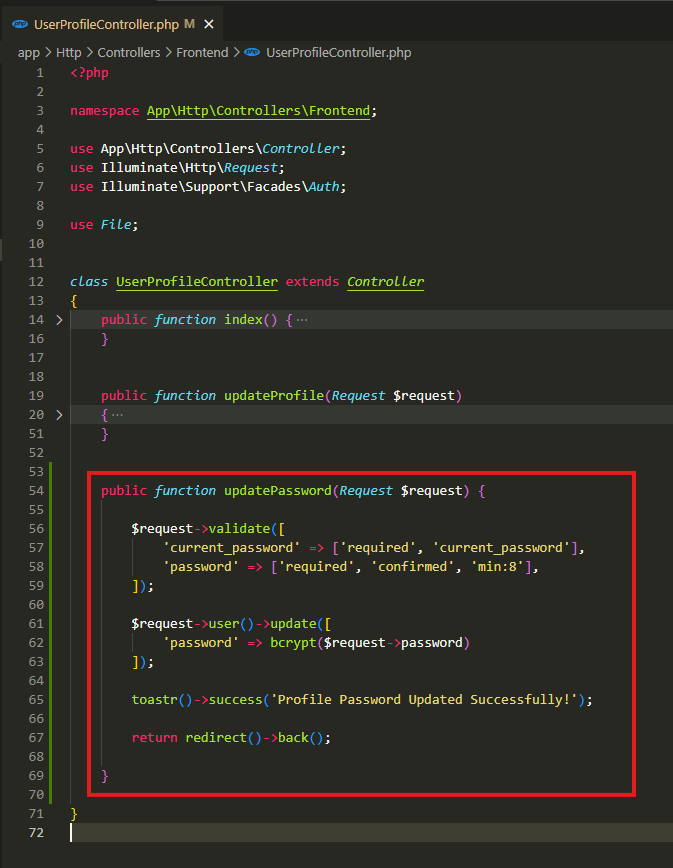 php UserProfileController.php M ×
app > Http > Controllers > Frontend > php UserProfileController.php
1 <?php
2
3 namespace App\Http\Controllers\Frontend;
4
5 use App\Http\Controllers\Controller;
6 use Illuminate\Http\Request;
7 use Illuminate\Support\Facades\Auth;
8
9 use File;
10
11
12 class UserProfileController extends Controller
13 {
14 >     public function index() { ···
16     }
17
18
19     public function updateProfile(Request $request)
20 >     { ···
51     }
52
53
54     public function updatePassword(Request $request) {
55
56         $request->validate([
57             'current_password' => ['required', 'current_password'],
58             'password' => ['required', 'confirmed', 'min:8'],
59         ]);
60
61         $request->user()->update([
62             'password' => bcrypt($request->password)
63         ]);
64
65         toastr()->success('Profile Password Updated Successfully!');
66
67         return redirect()->back();
68
69     }
70
71 }
72